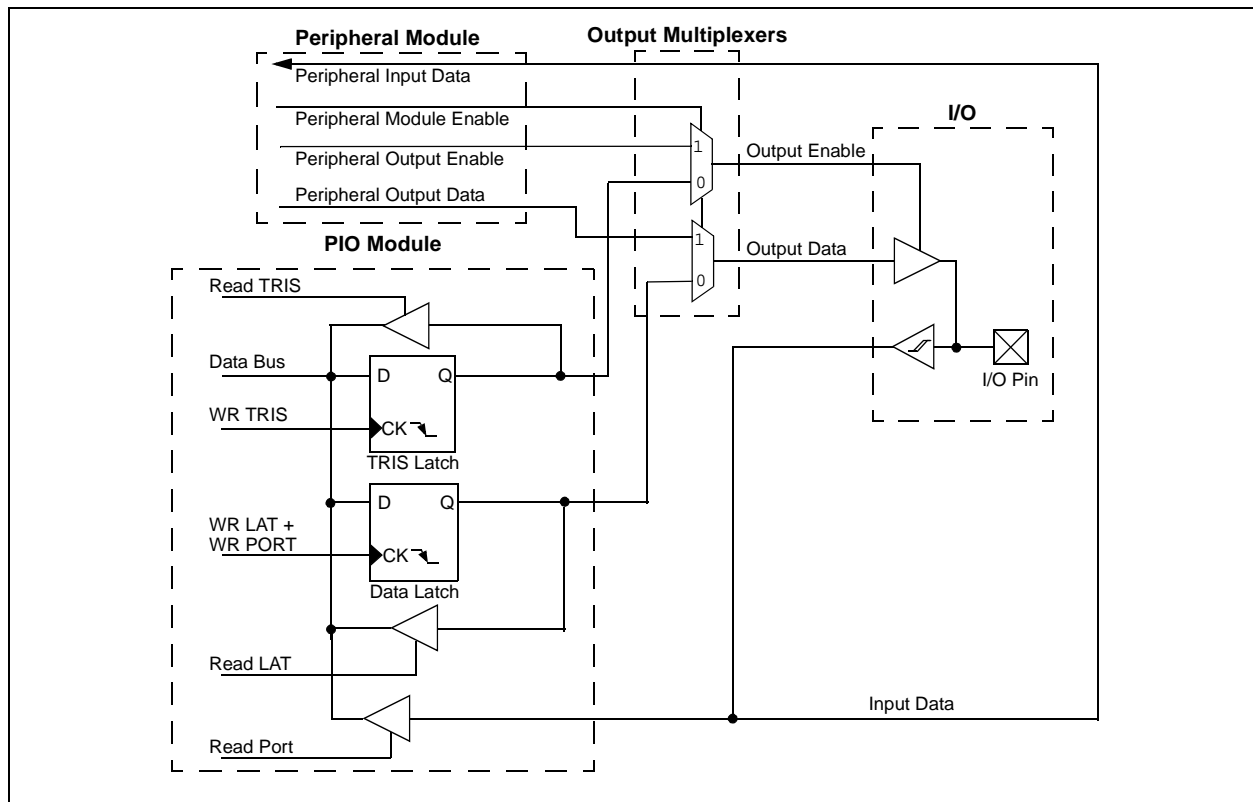 Peripheral Module
Output Multiplexers
Peripheral Input Data
Peripheral Module Enable
I/O
Peripheral Output Enable
1
Output Enable
0
Peripheral Output Data
PIO Module
1
Output Data
0
Read TRIS
Data Bus
D
Q
I/O Pin
WR TRIS
CK
TRIS Latch
D
Q
WR LAT +
WR PORT
CK
Data Latch
Read LAT
Input Data
Read Port